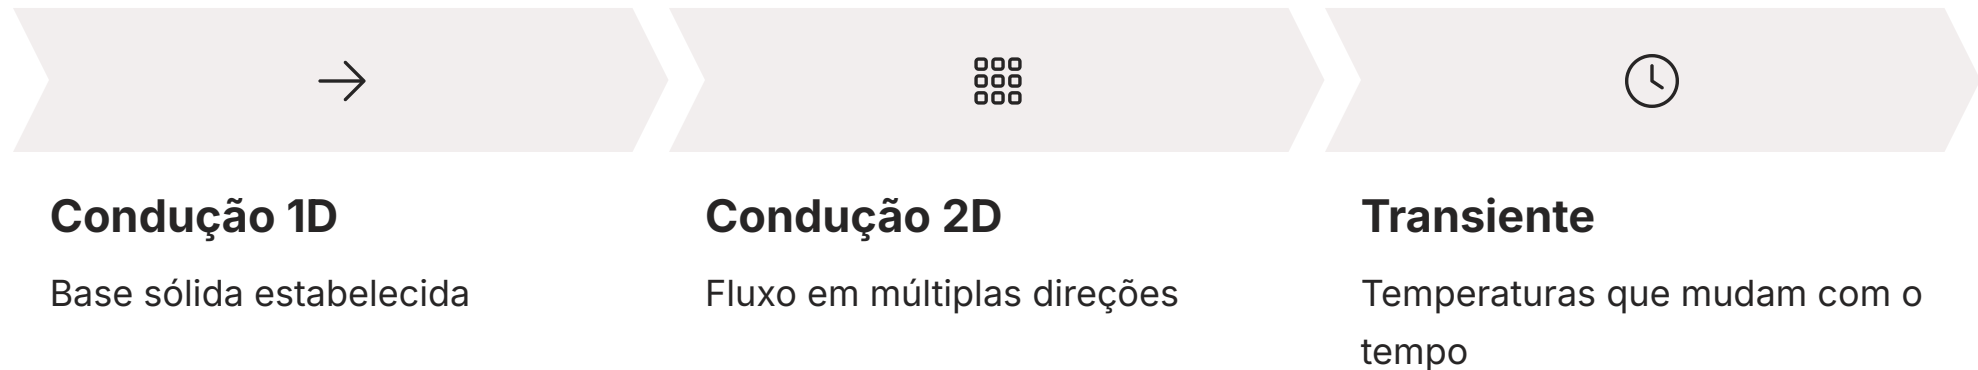 Condução 1D
Base sólida estabelecida
Condução 2D
Fluxo em múltiplas direções
Transiente
Temperaturas que mudam com o
tempo